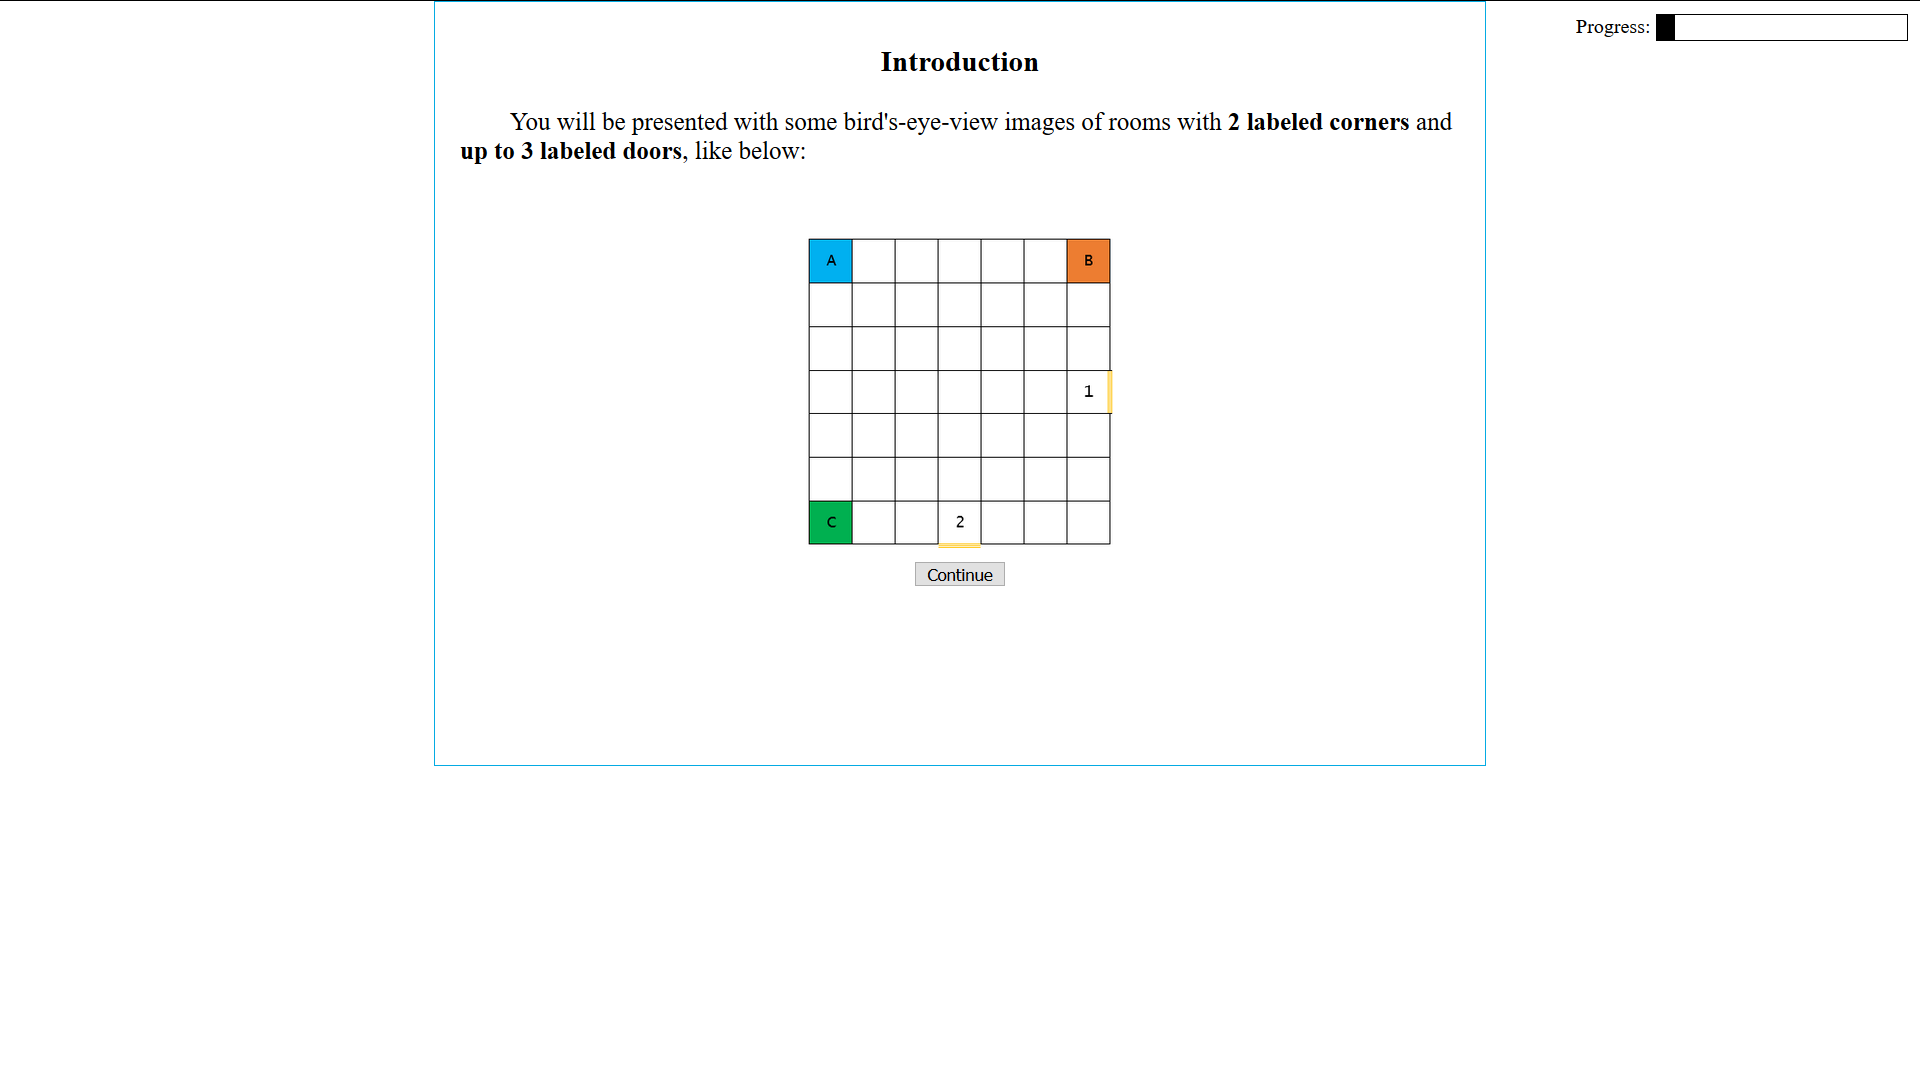 Progress:
Introduction
You will be presented with some bird's-eye-view images of rooms with 2 labeled corners and
up to 3 labeled doors, like below:
A B
1
C 2
Continue